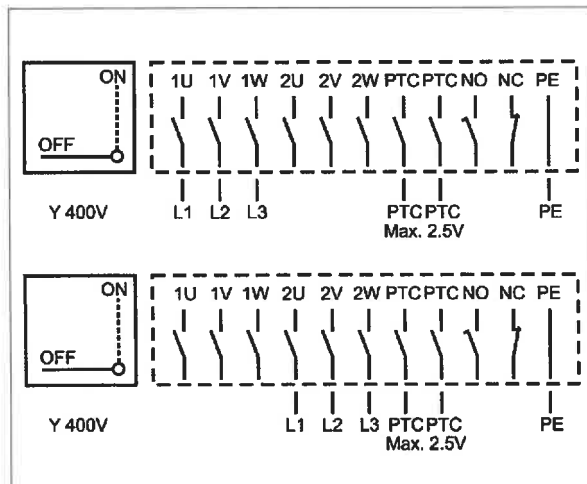 ON
OFF
Y 400V
1U 1V 1W 2U 2V 2W PTC PTC NO NC PE
L1 L2 L3 PTC PTC PE
Max. 2.5V
ON
OFF
Y 400V
1U 1V 1W 2U 2V 2W PTC PTC NO NC PE
L1 L2 L3 PTC PTC PE
Max. 2.5V